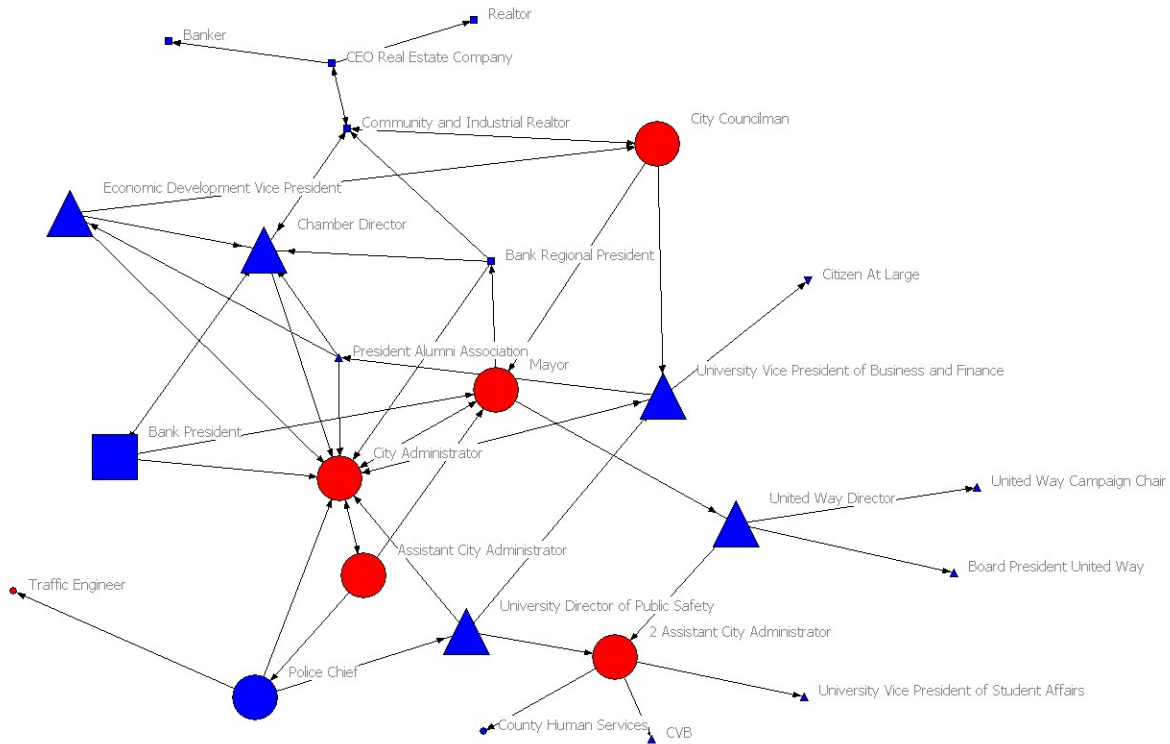 Realtor
Banker
CEO Real Estate Company
City Councilman
Community and Industrial Realtor
Economic Development Vice President
Chamber Director
Bank Regional President
Citizen At Large
President Alumni Association
Mayor
University Vice President of Business and Finance
Bank President
City Administrator
United Way Campaign Chair
United Way Director
Assistant City Administrator
Board President United Way
Traffic Engineer
University Director of Public Safety
2 Assistant City Administrator
Police Chief
University Vice President of Student Affairs
County Human Services
CVB